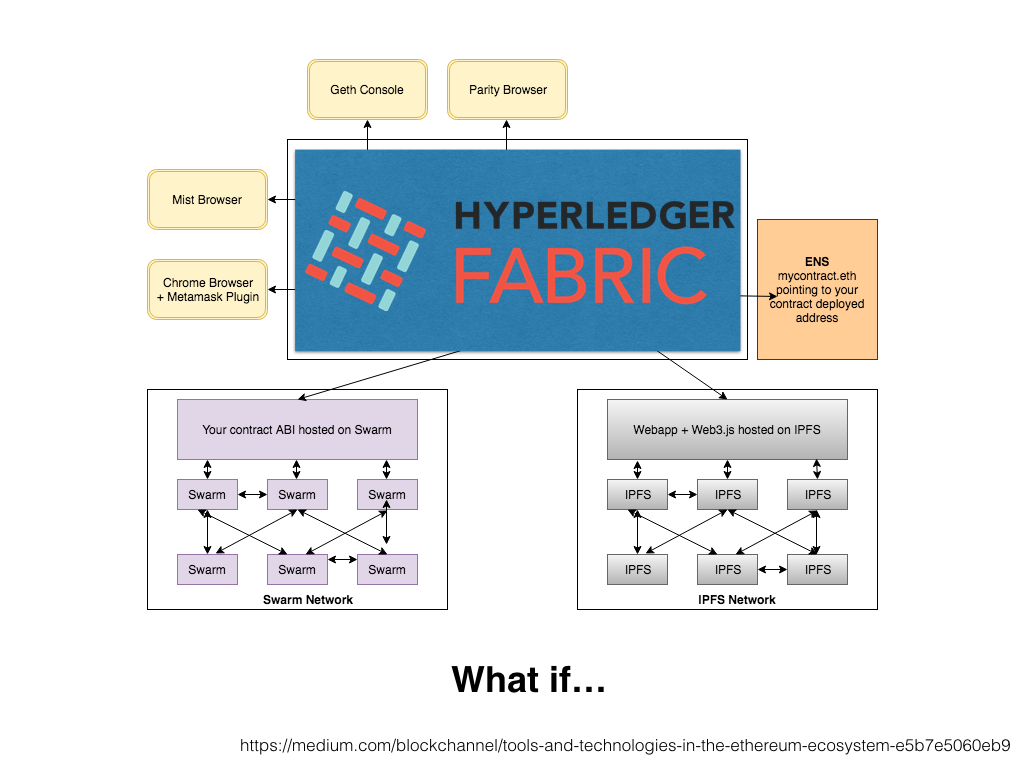 Geth Console
Parity Browser
Mist Browser
Chrome Browser
+ Metamask Plugin
HYPERLEDGER
FABRIC
ENS
mycontract.eth
pointing to your
contract deployed
address
Your contract ABI hosted on Swarm
Swarm
Swarm
Swarm
Swarm
Swarm
Swarm
Swarm Network
Webapp + Web3.js hosted on IPFS
IPFS
IPFS
IPFS
IPFS
IPFS
IPFS
IPFS Network
What if...
https://medium.com/blockchannel/tools-and-technologies-in-the-ethereum-ecosystem-e5b7e5060eb9